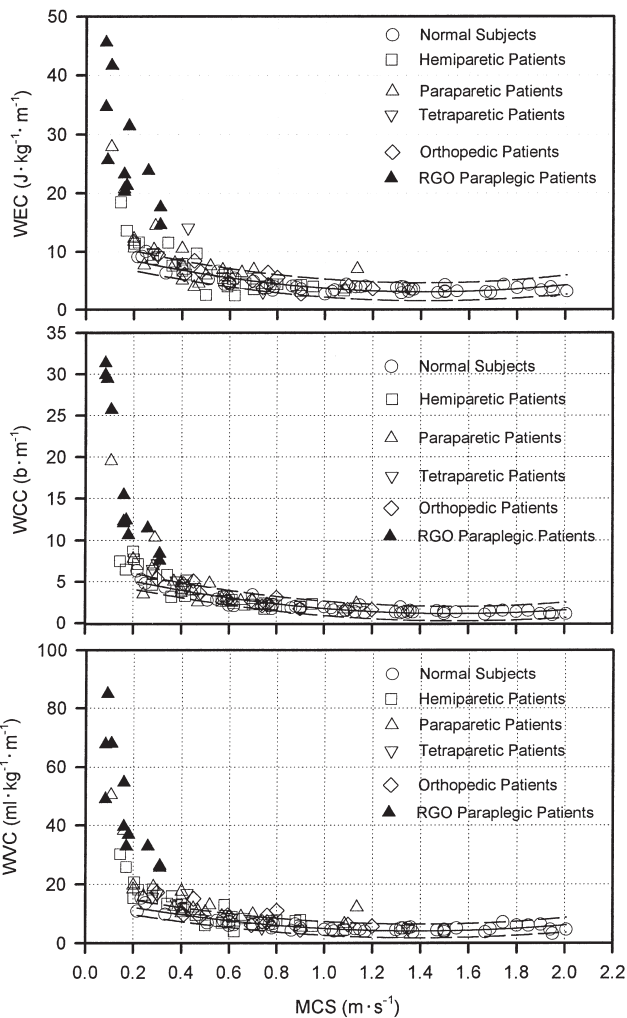 50
40
30
20
10
0
WEC (J·kg⁻¹·m⁻¹)
Normal Subjects
Hemiparetic Patients
Paraparetic Patients
Tetraparetic Patients
Orthopedic Patients
RGO Paraplegic Patients
35
30
25
20
15
10
5
0
WCC (b·m⁻¹)
Normal Subjects
Hemiparetic Patients
Paraparetic Patients
Tetraparetic Patients
Orthopedic Patients
RGO Paraplegic Patients
100
80
60
40
20
0
WVC (ml·kg⁻¹·m⁻¹)
Normal Subjects
Hemiparetic Patients
Paraparetic Patients
Tetraparetic Patients
Orthopedic Patients
RGO Paraplegic Patients
0.0 0.2 0.4 0.6 0.8 1.0 1.2 1.4 1.6 1.8 2.0 2.2
MCS (m·s⁻¹)